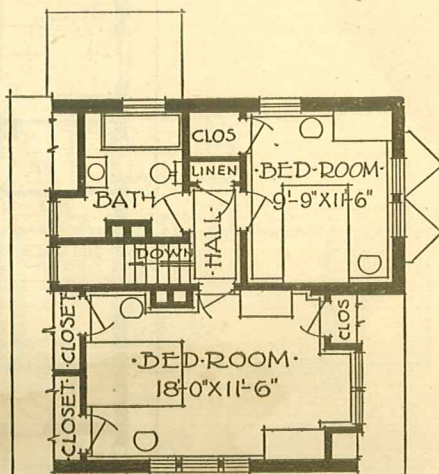 CLOS
LINEN
·BED-ROOM·
9'-9"X11'-6"
BATH
HALL
DOWN
CLOSET
CLOS
·BED-ROOM·
18'-0"X11'-6"
CLOSET